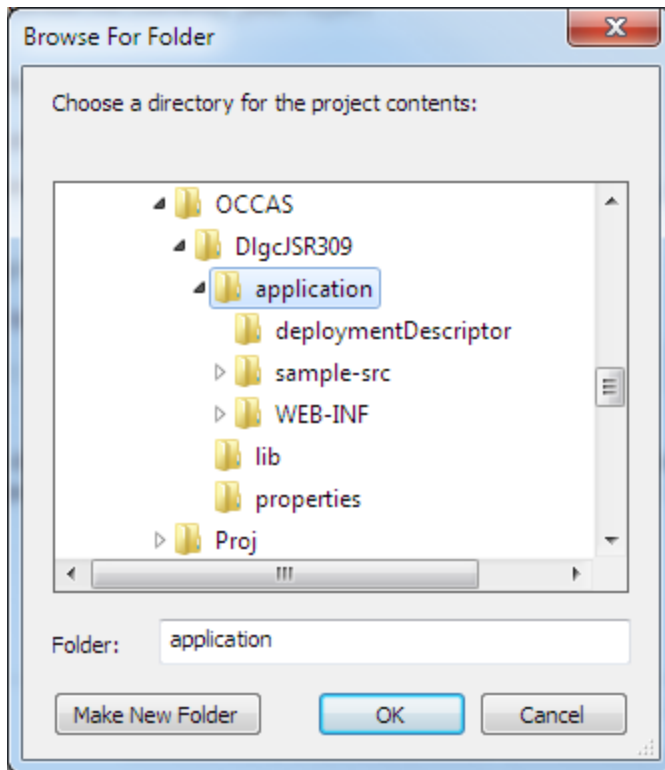 Browse For Folder
Choose a directory for the project contents:
OCCAS
DlgcJSR309
application
deploymentDescriptor
sample-src
WEB-INF
lib
properties
Proj
Folder: application
Make New Folder OK Cancel